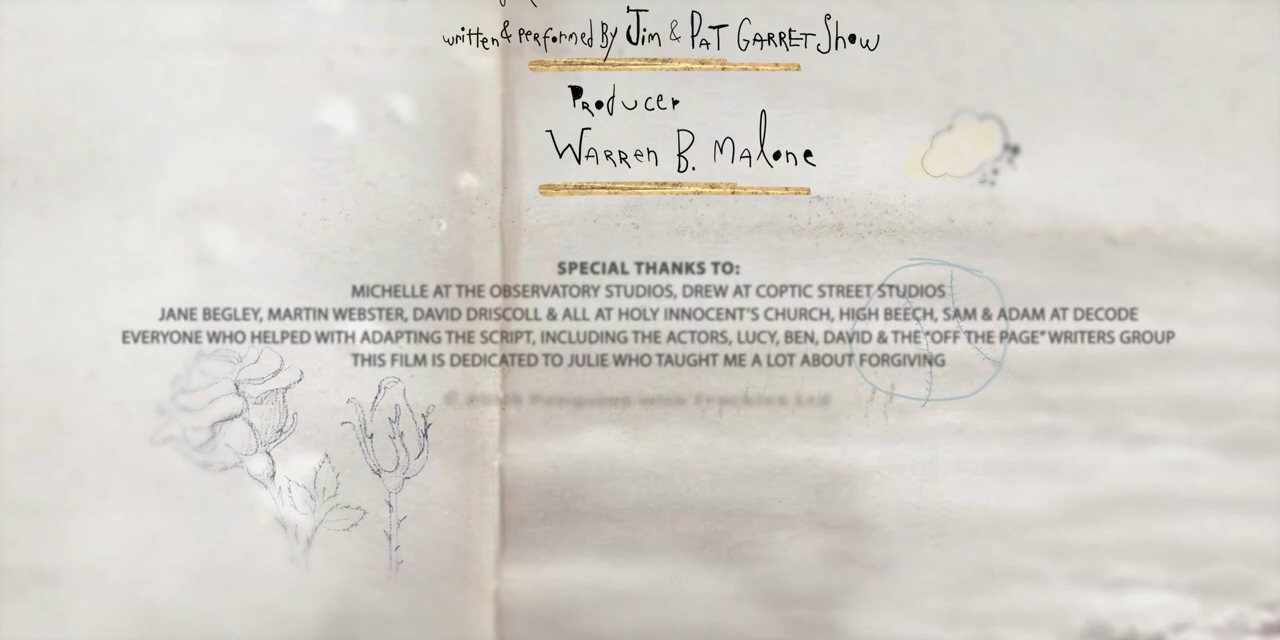 written & Performed By Jim & PAT GARRET Show
Producer
Warren B. Malone
SPECIAL THANKS TO:
MICHELLE AT THE OBSERVATORY STUDIOS, DREW AT COPTIC STREET STUDIOS
JANE BEGLEY, MARTIN WEBSTER, DAVID DRISCOLL & ALL AT HOLY INNOCENT'S CHURCH, HIGH BEECH, SAM & ADAM AT DECODE
EVERYONE WHO HELPED WITH ADAPTING THE SCRIPT, INCLUDING THE ACTORS, LUCY, BEN, DAVID & THE "OFF THE PAGE" WRITERS GROUP
THIS FILM IS DEDICATED TO JULIE WHO TAUGHT ME A LOT ABOUT FORGIVING